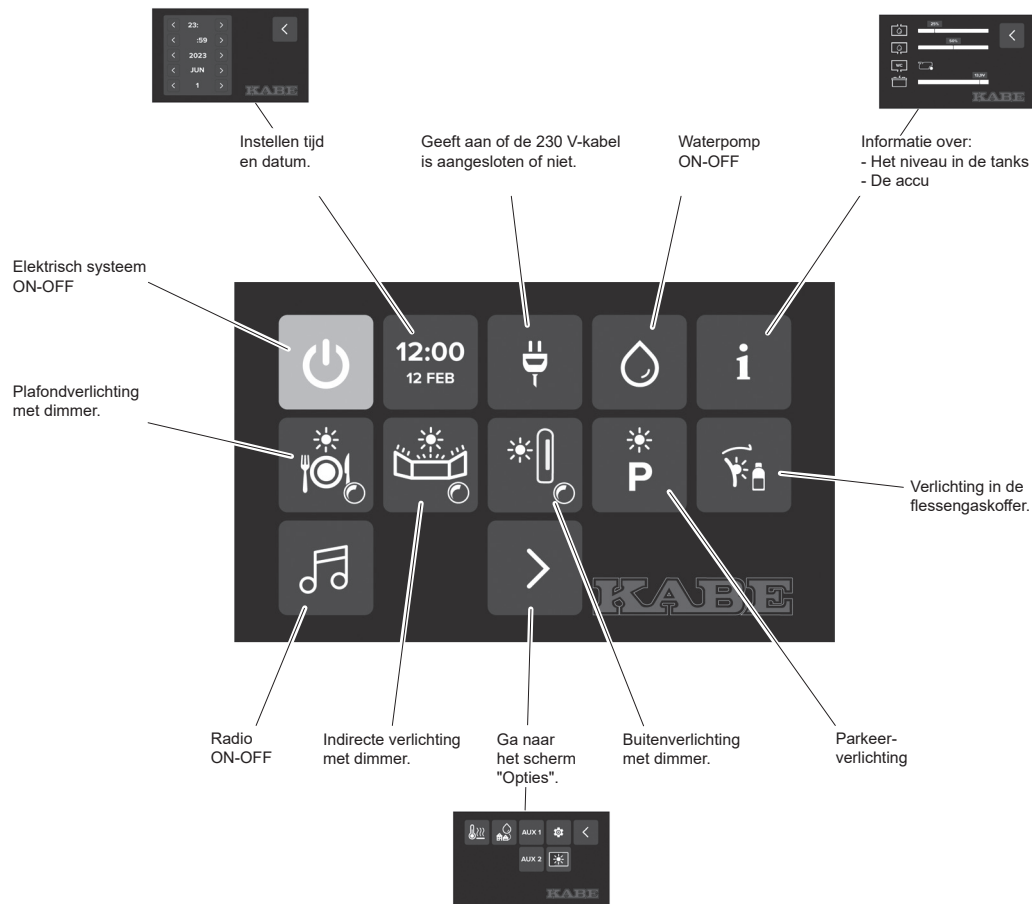 23:
:59
2023
JUN
1
KABE
25%
50%
WC
13,8V
KABE
Instellen tijd
en datum.
Geeft aan of de 230 V-kabel
is aangesloten of niet.
Waterpomp
ON-OFF
Informatie over:
- Het niveau in de tanks
- De accu
Elektrisch systeem
ON-OFF
12:00
12 FEB
i
Plafondverlichting
met dimmer.
P
Verlichting in de
flessengaskoffer.
KABE
Radio
ON-OFF
Indirecte verlichting
met dimmer.
Ga naar
het scherm
"Opties".
Buitenverlichting
met dimmer.
Parkeer-
verlichting
AUX 1
AUX 2
KABE